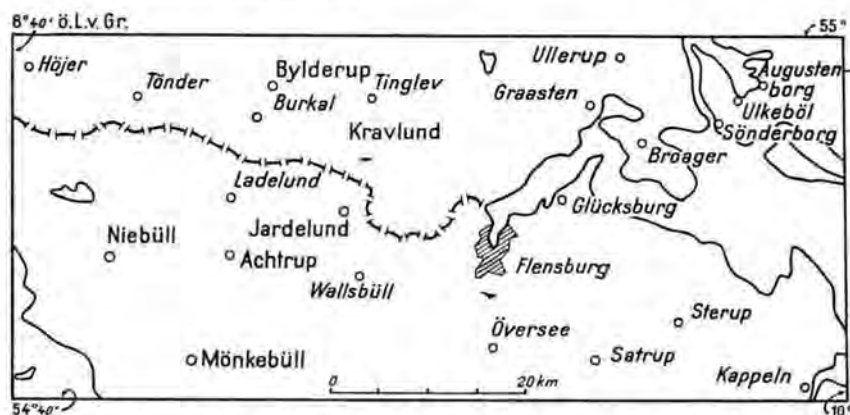 8°40' ö.L.v.Gr.
55°
Höjer
Tönder
Bylderup
Burkal
Tinglev
Kravlund
Ullerup
Graasten
Augusten
borg
Ulkeböl
Sönderborg
Broager
Ladelund
Jardelund
Glücksburg
Niebüll
Achtrup
Wallsbüll
Flensburg
Sterup
Översee
Satrup
Mönkebüll
Kappeln
0 20 km
54°40'
10°